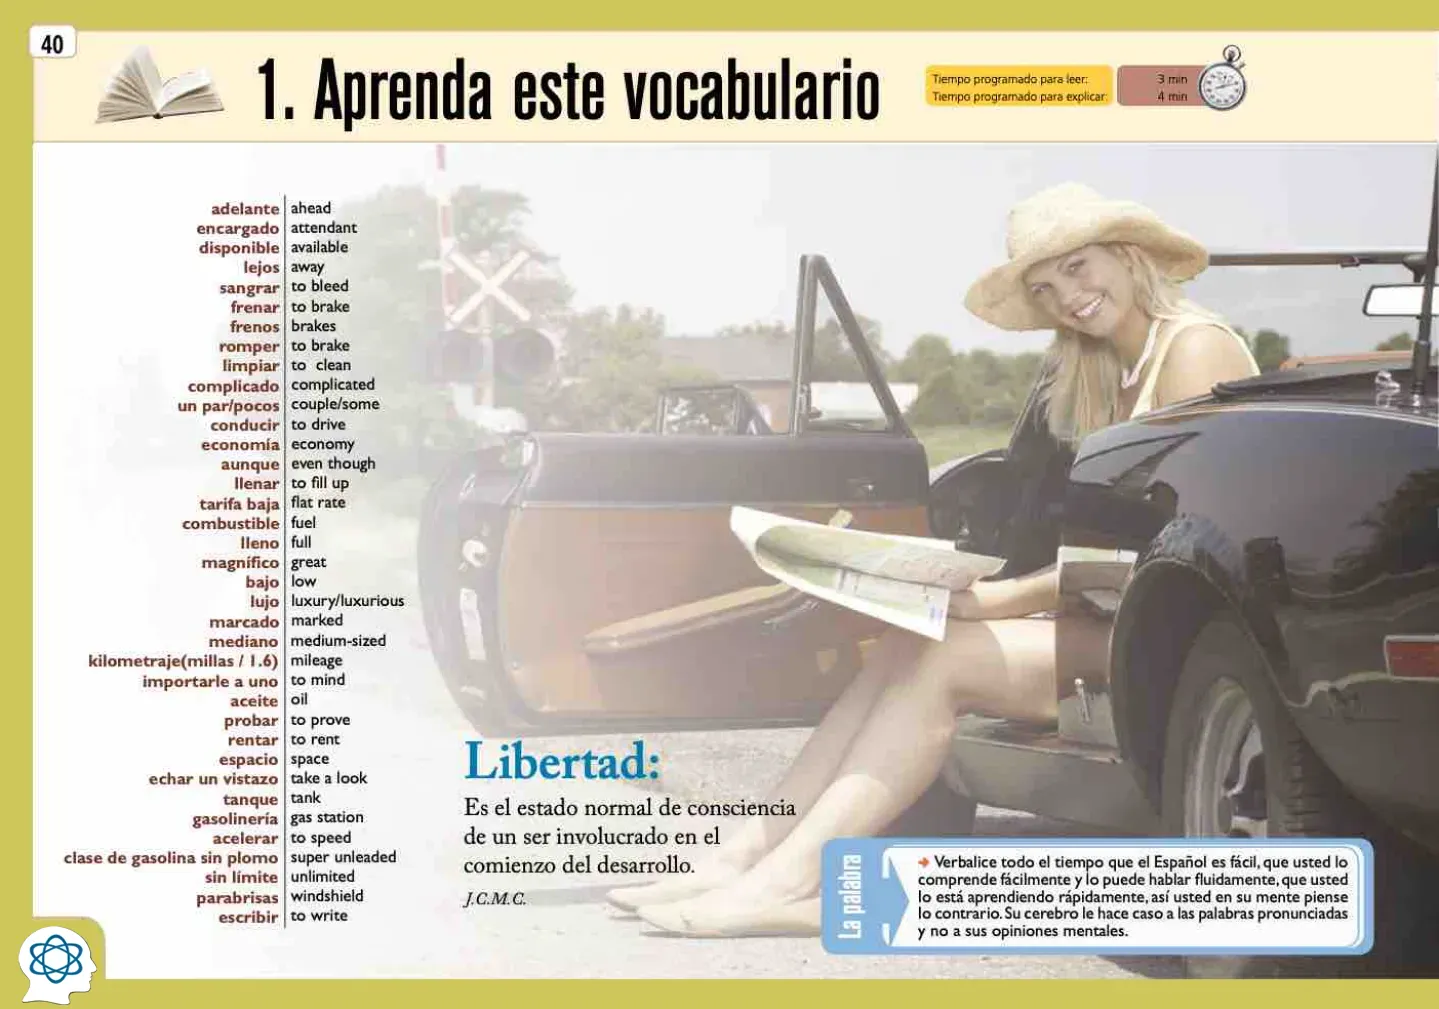 40
1. Aprenda este vocabulario
Tiempo programado para leer: 3 min
Tiempo programado para explicar: 4 min
adelante ahead
encargado attendant
disponible available
lejos away
sangrar to bleed
frenar to brake
frenos brakes
romper to brake
limpiar to clean
complicado complicated
un par/pocos couple/some
conducir to drive
economía economy
aunque even though
llenar to fill up
tarifa baja flat rate
combustible fuel
lleno full
magnífico great
bajo low
lujo luxury/luxurious
marcado marked
mediano medium-sized
kilometraje(millas / 1.6) mileage
importarle a uno to mind
aceite oil
probar to prove
rentar to rent
espacio space
echar un vistazo take a look
tanque tank
gasolinería gas station
acelerar to speed
clase de gasolina sin plomo super unleaded
sin límite unlimited
parabrisas windshield
escribir to write
Libertad:
Es el estado normal de consciencia
de un ser involucrado en el
comienzo del desarrollo.
J.C.M.C.
La palabra
Verbalice todo el tiempo que el Español es fácil, que usted lo
comprende fácilmente y lo puede hablar fluidamente, que usted
lo está aprendiendo rápidamente, así usted en su mente piense
lo contrario. Su cerebro le hace caso a las palabras pronunciadas
y no a sus opiniones mentales.